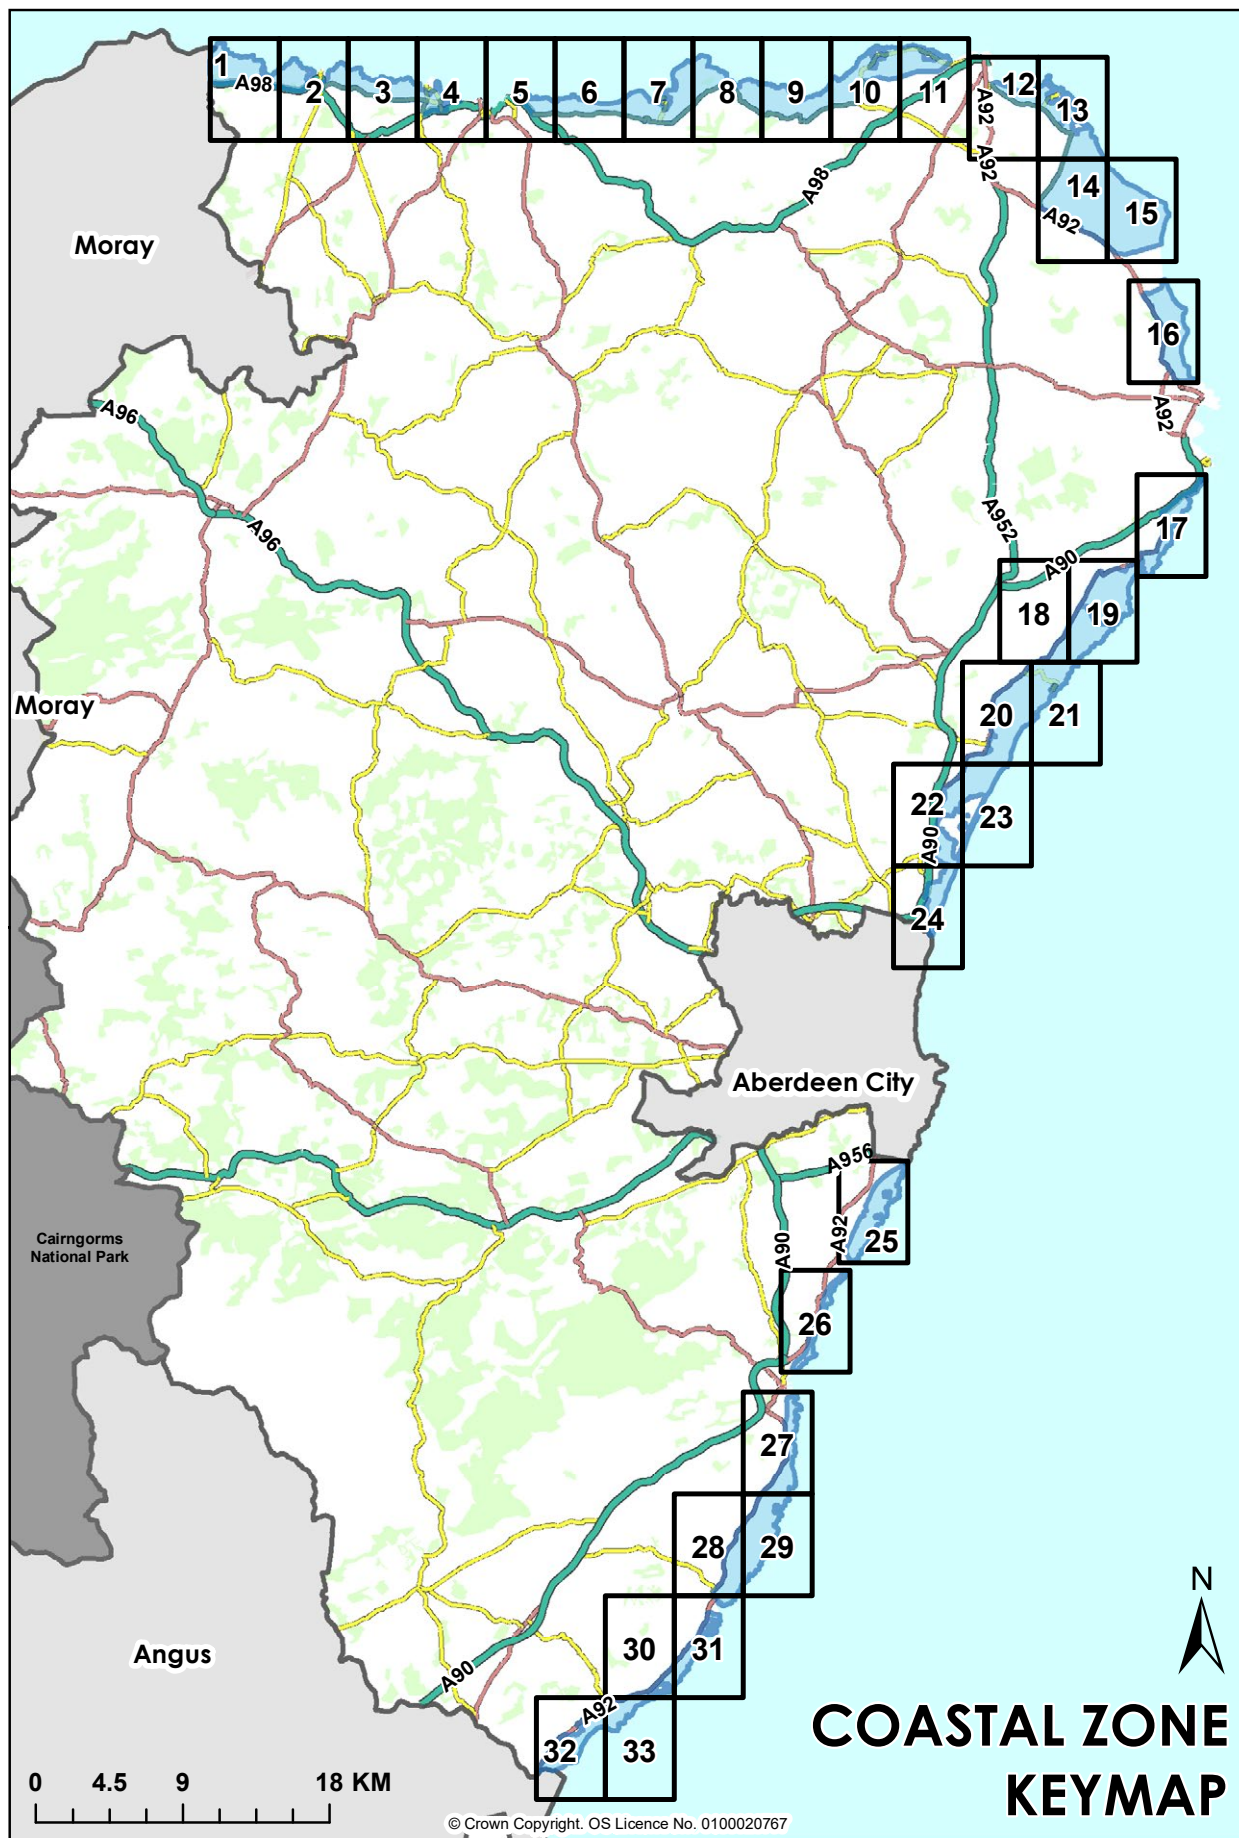 1
2
3
4
5
6
7
8
9
10
11
12
13
A98
A92
A92
14
15
A92
A98
Moray
16
A92
A96
A96
17
A952
A90
18
19
Moray
20
21
22
23
A90
24
Aberdeen City
A956
25
A92
A90
Cairngorms
National Park
26
27
28
29
30
31
Angus
A90
A92
32
33
N
COASTAL ZONE
KEYMAP
0 4.5 9 18 KM
© Crown Copyright. OS Licence No. 0100020767